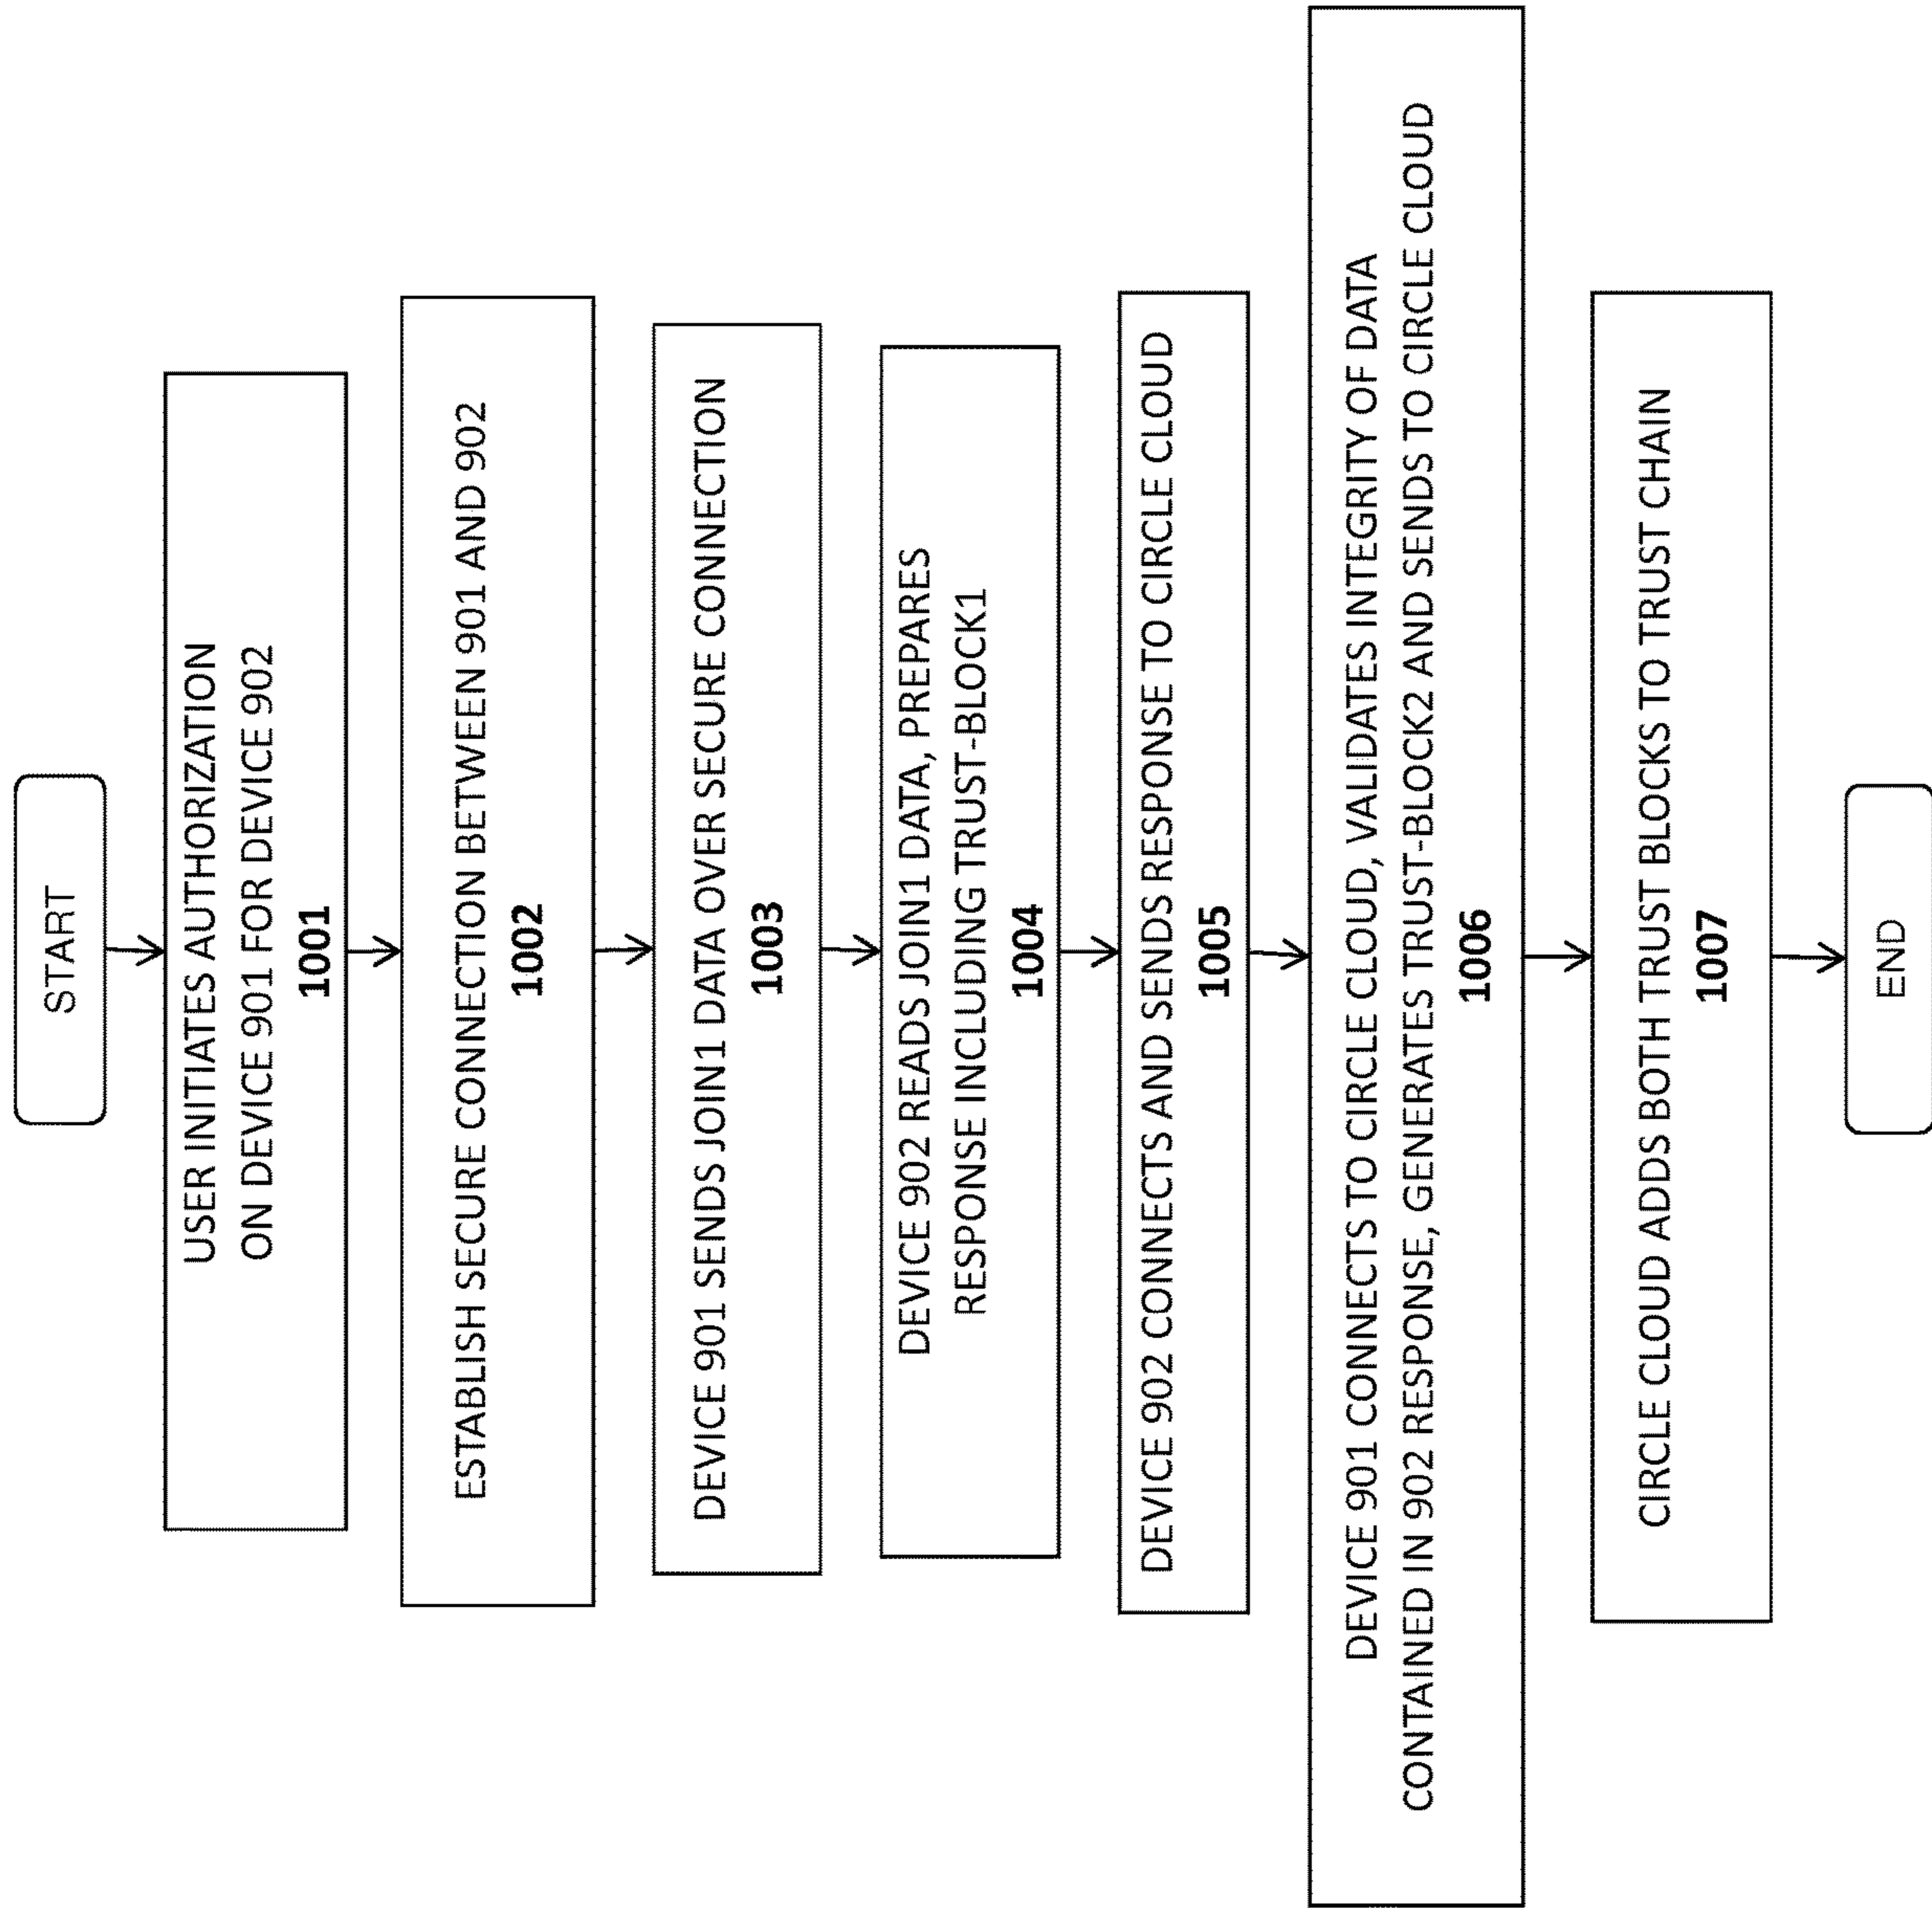 START
USER INITIATES AUTHORIZATION
ON DEVICE 901 FOR DEVICE 902
1001
ESTABLISH SECURE CONNECTION BETWEEN 901 AND 902
1002
DEVICE 901 SENDS JOIN1 DATA OVER SECURE CONNECTION
1003
DEVICE 902 READS JOIN1 DATA, PREPARES
RESPONSE INCLUDING TRUST-BLOCK1
1004
DEVICE 902 CONNECTS AND SENDS RESPONSE TO CIRCLE CLOUD
1005
DEVICE 901 CONNECTS TO CIRCLE CLOUD, VALIDATES INTEGRITY OF DATA
CONTAINED IN 902 RESPONSE, GENERATES TRUST-BLOCK2 AND SENDS TO CIRCLE CLOUD
1006
CIRCLE CLOUD ADDS BOTH TRUST BLOCKS TO TRUST CHAIN
1007
END